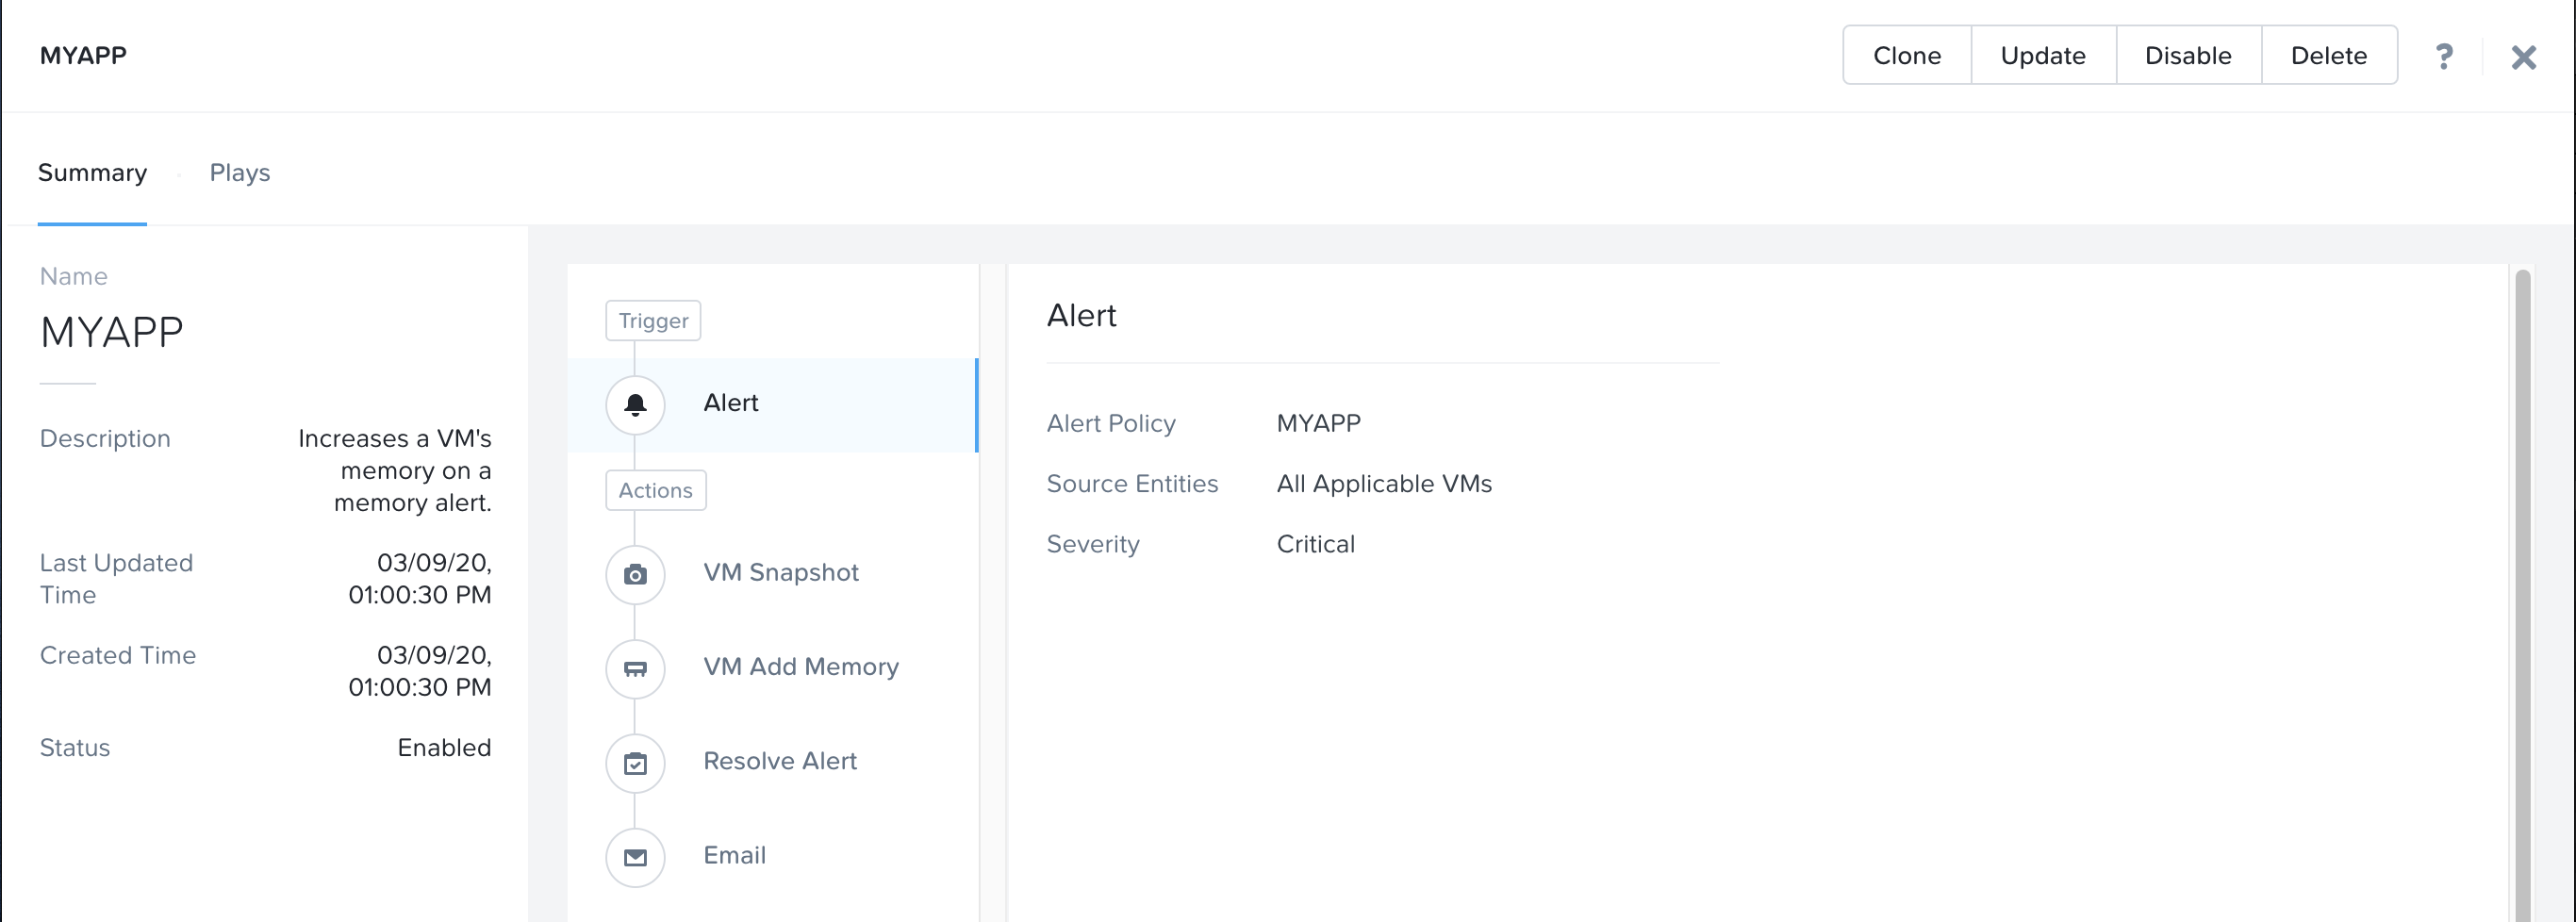 MYAPP
Clone Update Disable Delete ?
Summary Plays
Name
MYAPP
Description Increases a VM's
memory on a
memory alert.
Last Updated 03/09/20,
Time 01:00:30 PM
Created Time 03/09/20,
01:00:30 PM
Status Enabled
Trigger
Alert
Actions
VM Snapshot
VM Add Memory
Resolve Alert
Email
Alert
Alert Policy MYAPP
Source Entities All Applicable VMs
Severity Critical